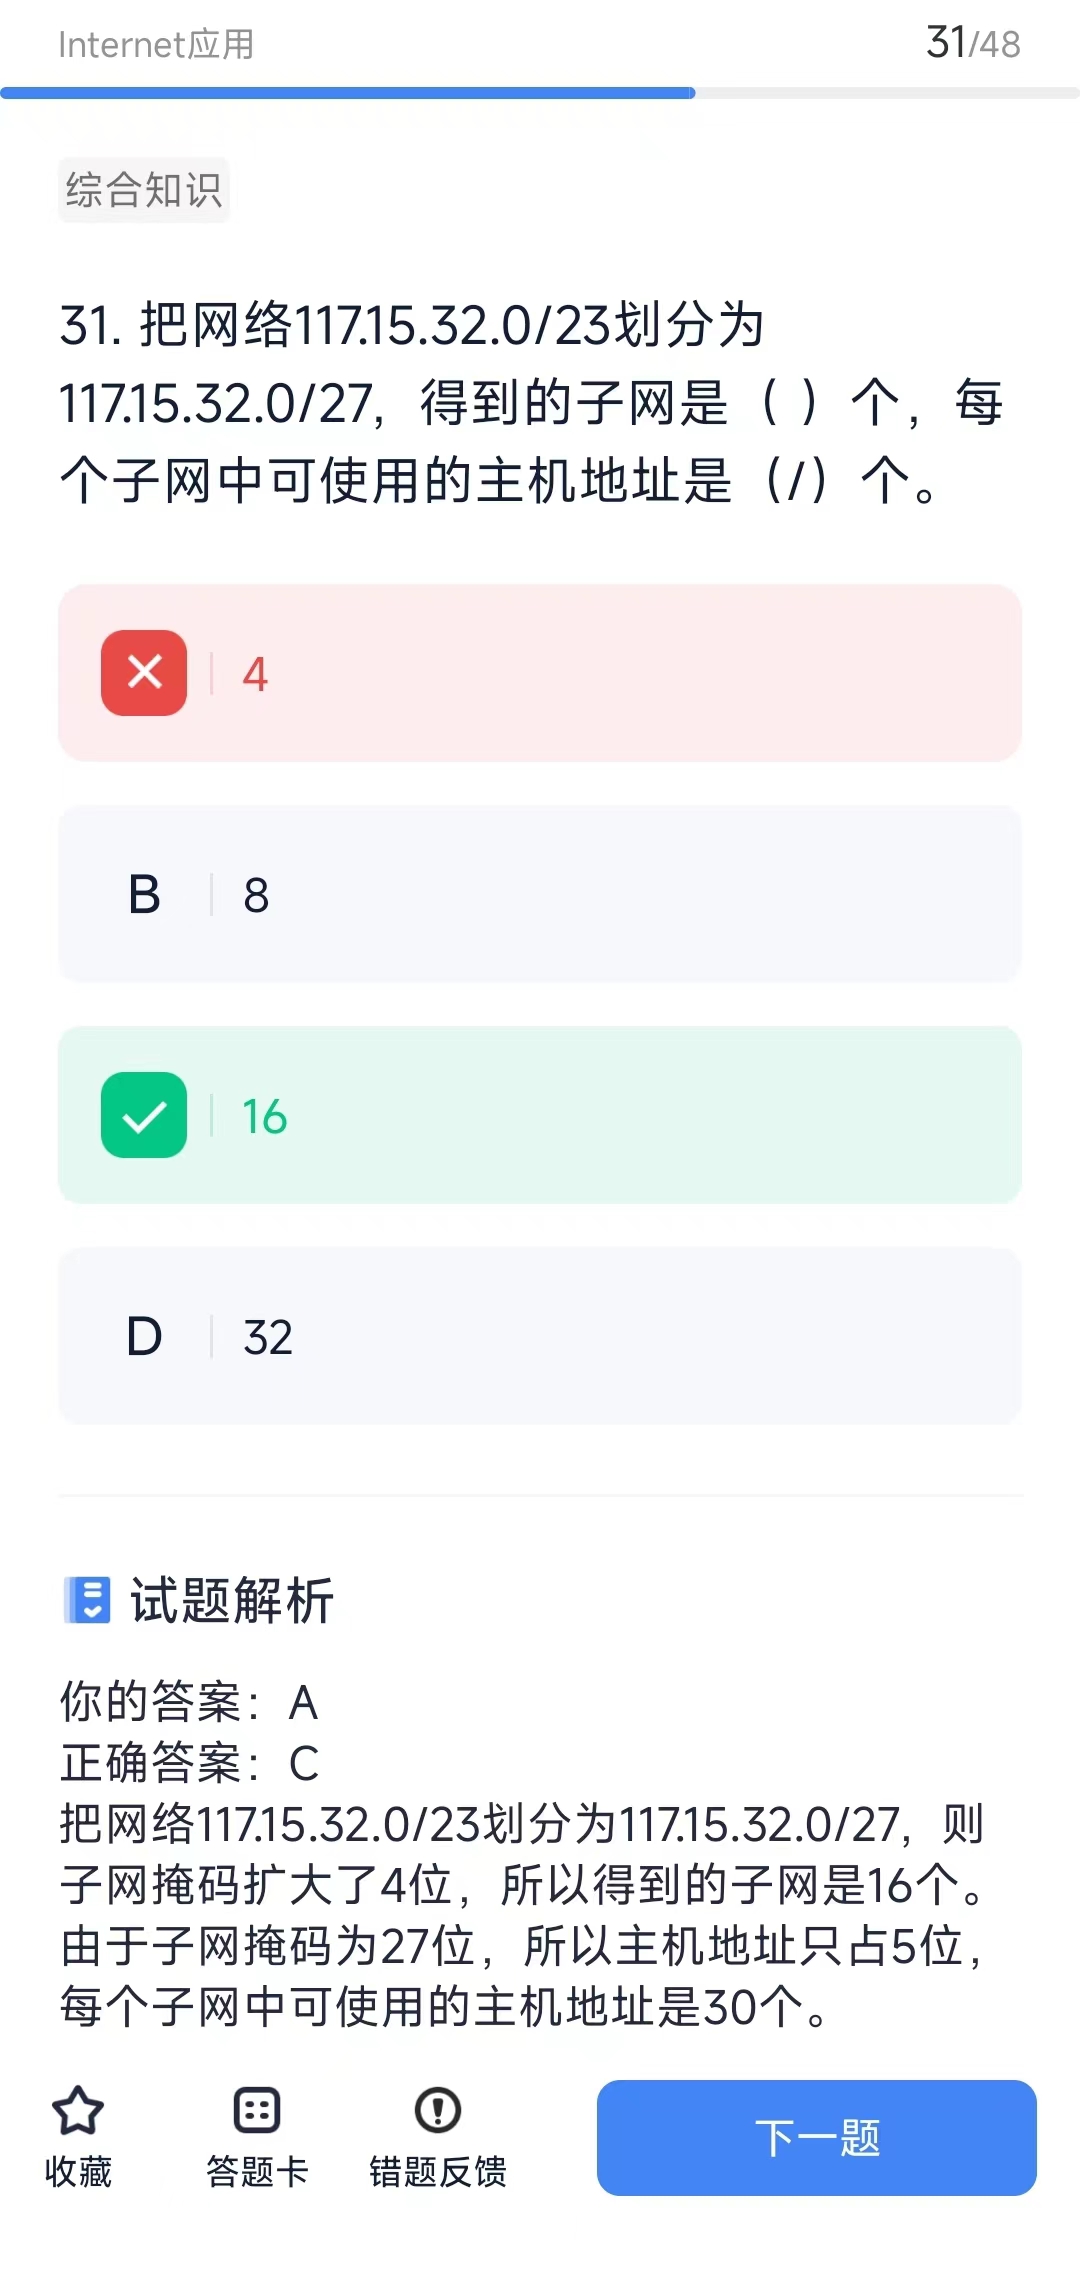 Internet应用
31/48
综合知识
31. 把网络117.15.32.0/23划分为
117.15.32.0/27，得到的子网是（ ）个，每
个子网中可使用的主机地址是（/）个。
4
B
8
16
D
32
试题解析
你的答案：A
正确答案：C
把网络117.15.32.0/23划分为117.15.32.0/27，则
子网掩码扩大了4位，所以得到的子网是16个。
由于子网掩码为27位，所以主机地址只占5位，
每个子网中可使用的主机地址是30个。
收藏
答题卡
错题反馈
下一题